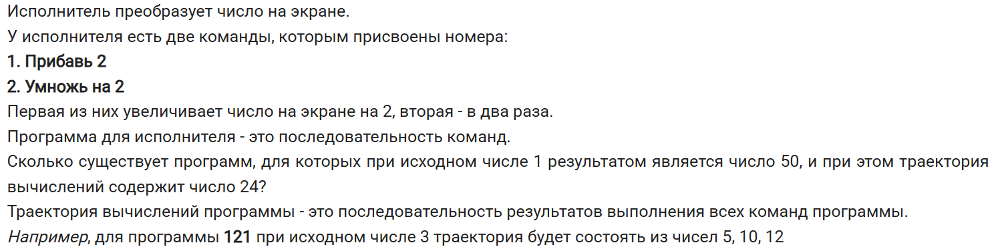 Исполнитель преобразует число на экране.
У исполнителя есть две команды, которым присвоены номера:
1. Прибавь 2
2. Умножь на 2
Первая из них увеличивает число на экране на 2, вторая - в два раза.
Программа для исполнителя - это последовательность команд.
Сколько существует программ, для которых при исходном числе 1 результатом является число 50, и при этом траектория
вычислений содержит число 24?
Траектория вычислений программы - это последовательность результатов выполнения всех команд программы.
Например, для программы 121 при исходном числе 3 траектория будет состоять из чисел 5, 10, 12